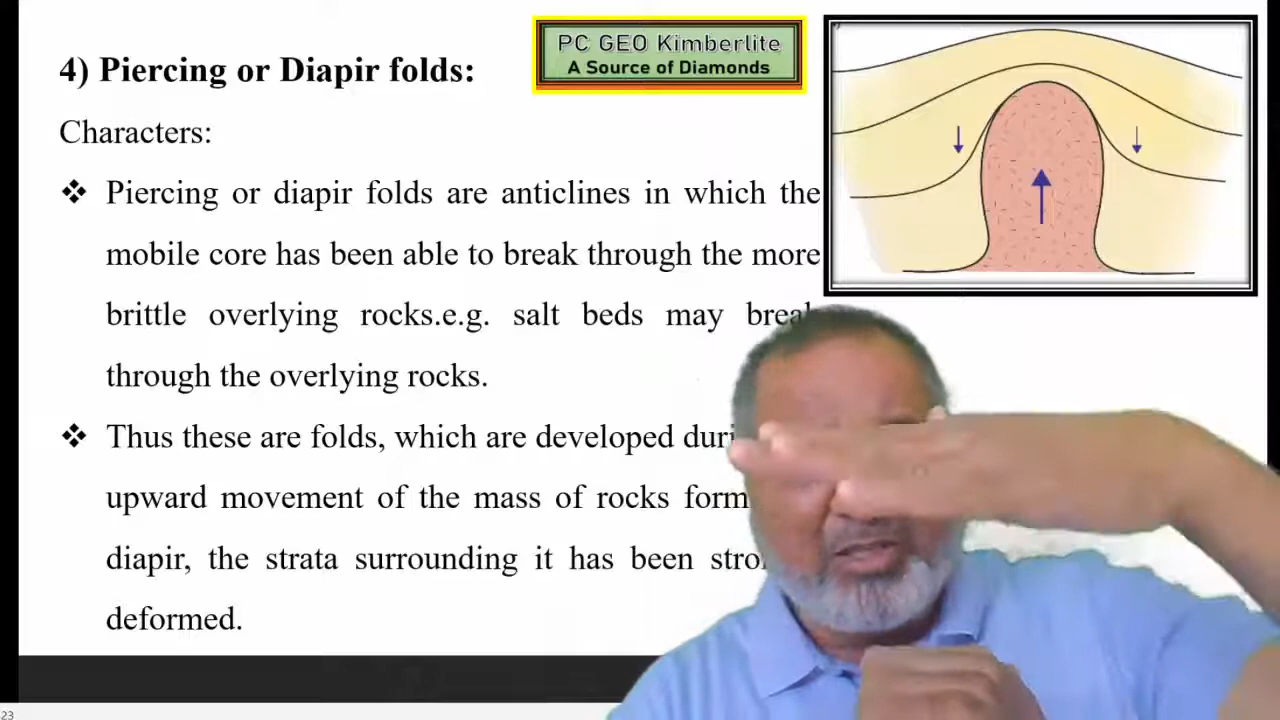 4) Piercing or Diapir folds:
PC GEO Kimberlite
A Source of Diamonds
Characters:
❖ Piercing or diapir folds are anticlines in which the
mobile core has been able to break through the more
brittle overlying rocks.e.g. salt beds may break
through the overlying rocks.
❖ Thus these are folds, which are developed
upward movement of the mass of rocks
diapir, the strata surrounding it has been
deformed.
23